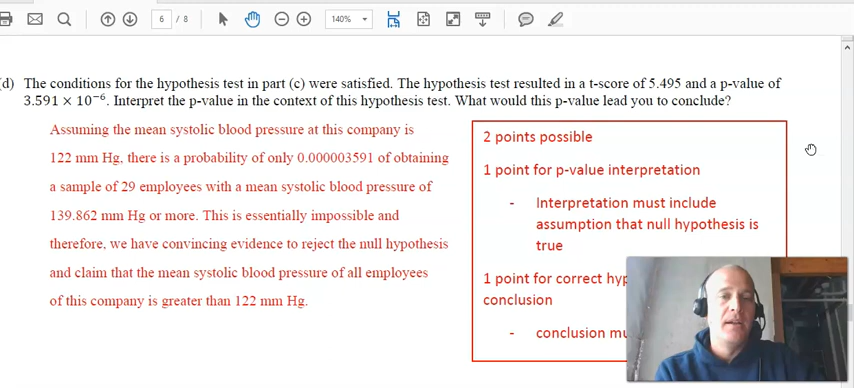 6 / 8
140%
(d) The conditions for the hypothesis test in part (c) were satisfied. The hypothesis test resulted in a t-score of 5.495 and a p-value of
3.591 × 10⁻⁶. Interpret the p-value in the context of this hypothesis test. What would this p-value lead you to conclude?
Assuming the mean systolic blood pressure at this company is
122 mm Hg, there is a probability of only 0.000003591 of obtaining
a sample of 29 employees with a mean systolic blood pressure of
139.862 mm Hg or more. This is essentially impossible and
therefore, we have convincing evidence to reject the null hypothesis
and claim that the mean systolic blood pressure of all employees
of this company is greater than 122 mm Hg.
2 points possible
1 point for p-value interpretation
- Interpretation must include
assumption that null hypothesis is
true
1 point for correct hyp
conclusion
- conclusion mu